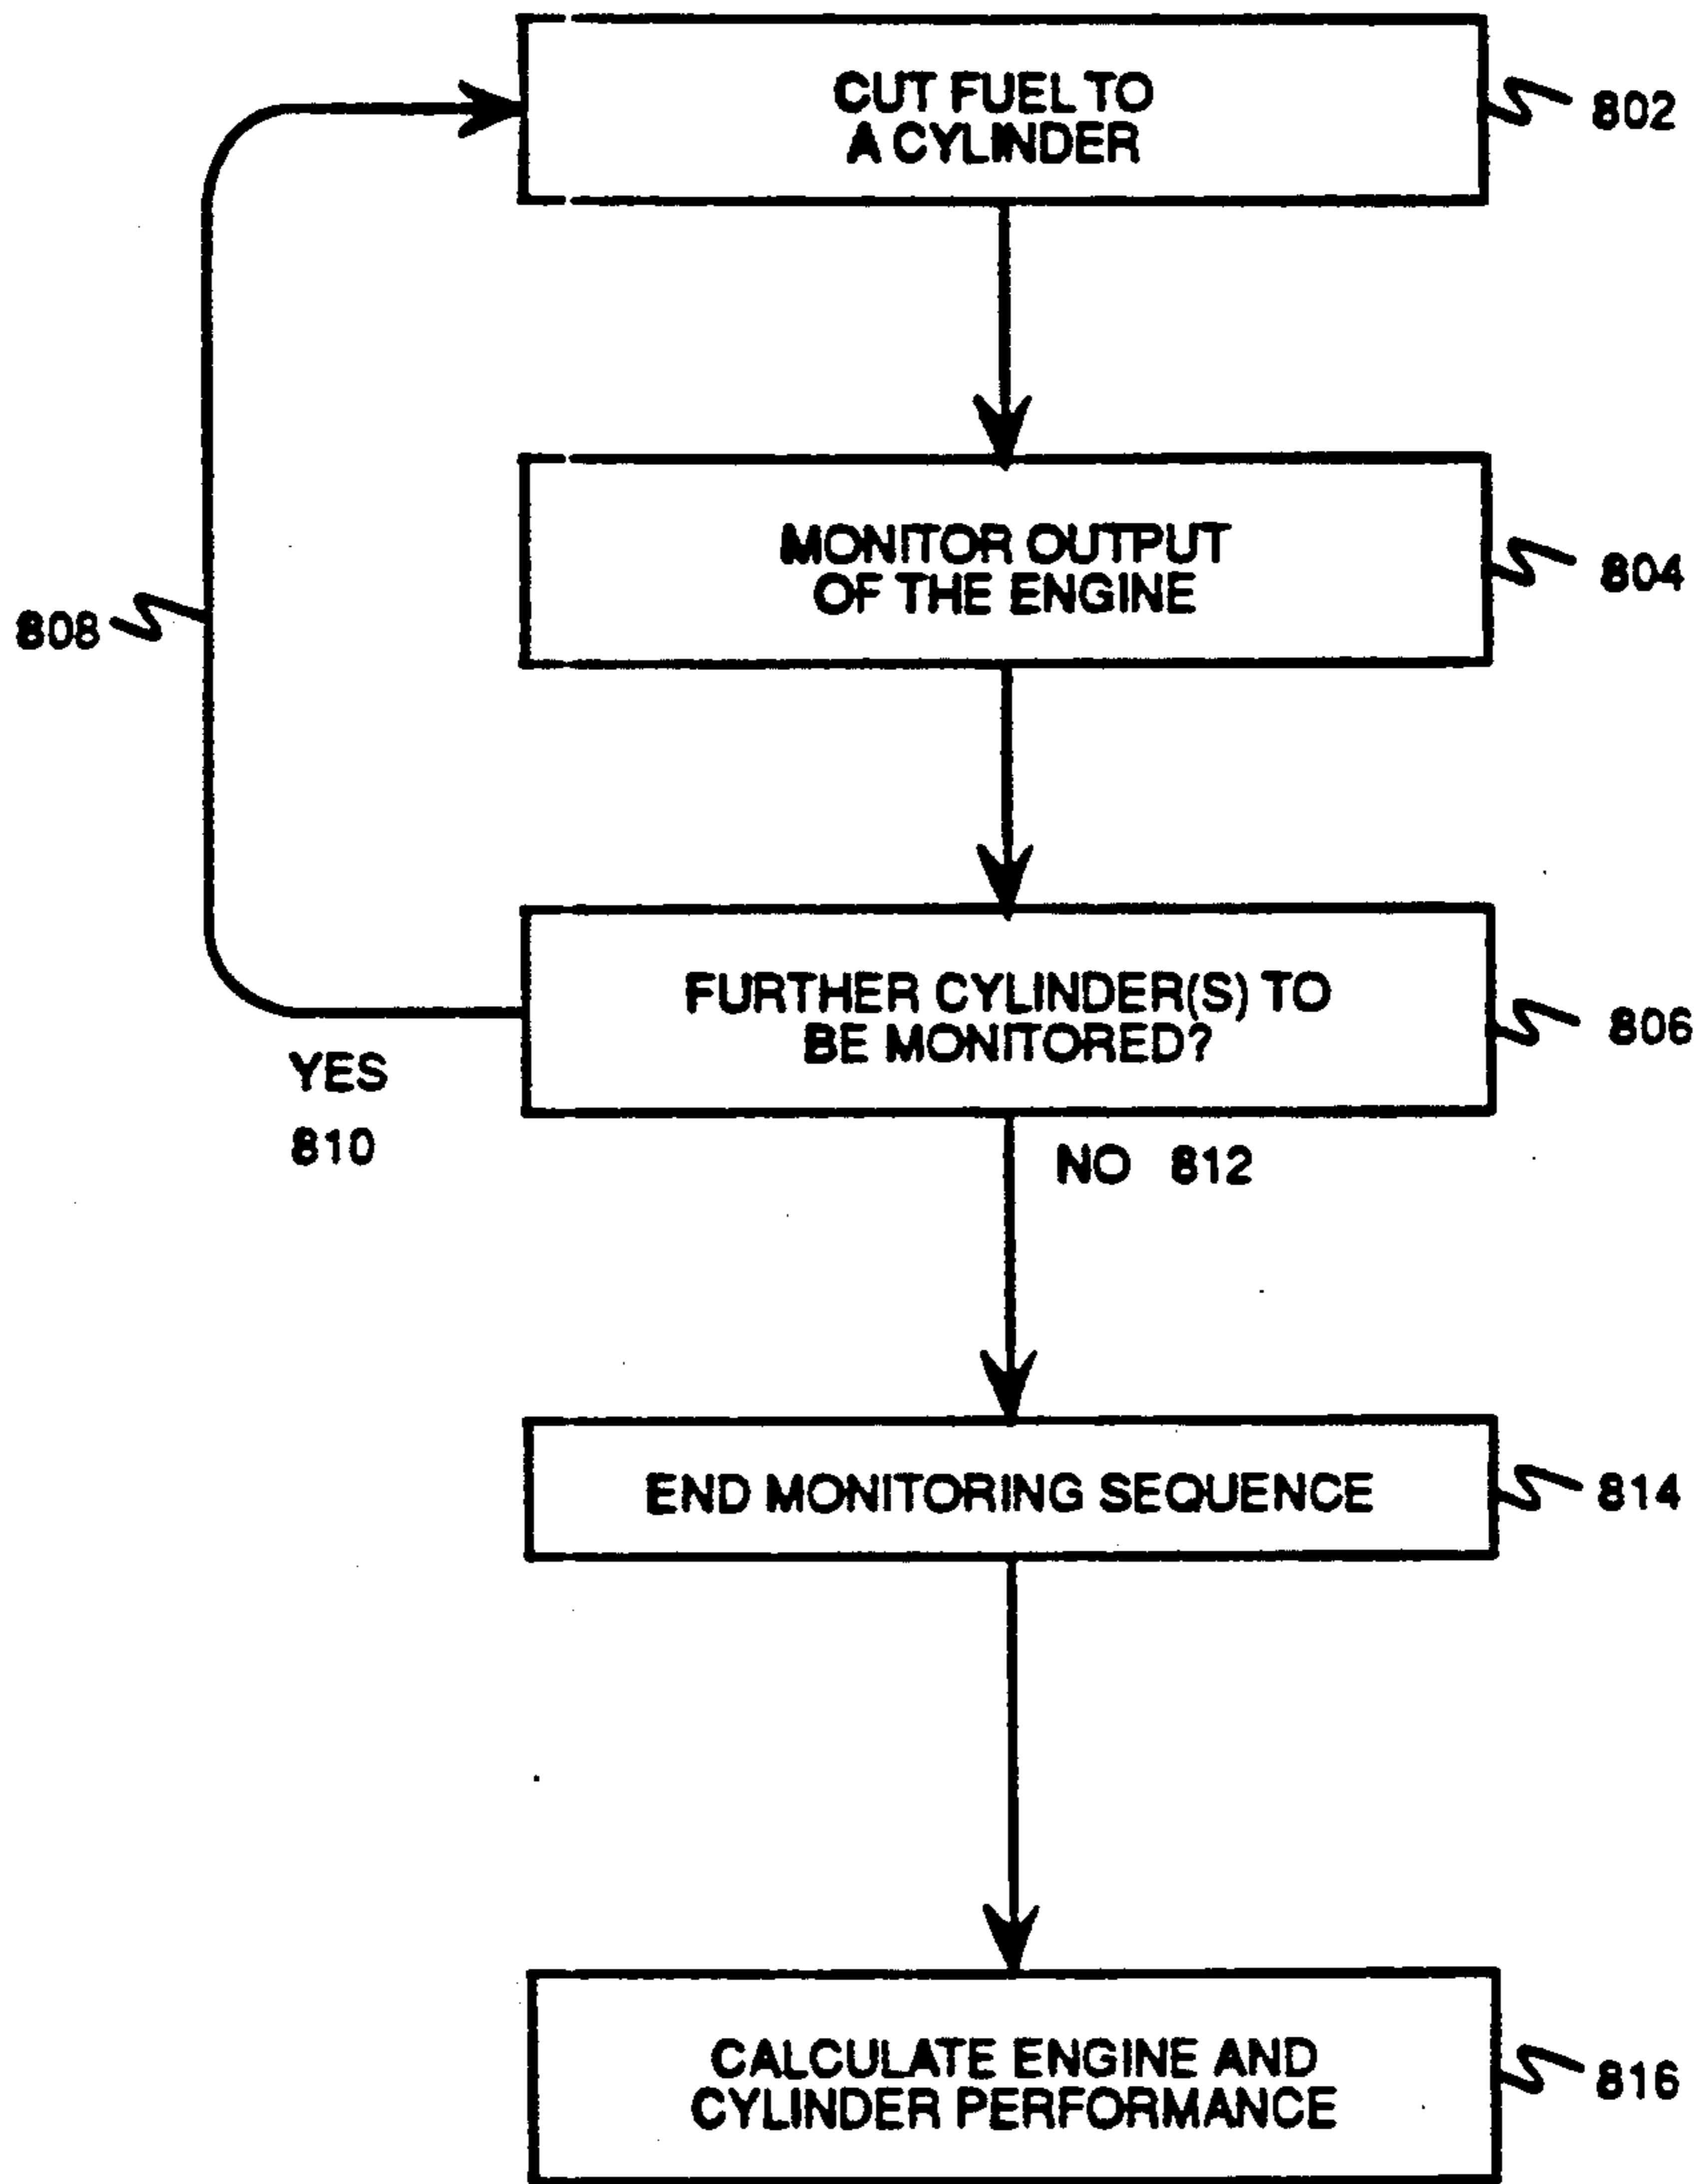 CUT FUEL TO
A CYLINDER
802
MONITOR OUTPUT
OF THE ENGINE
804
808
FURTHER CYLINDER(S) TO
BE MONITORED?
806
YES
810
NO 812
END MONITORING SEQUENCE
814
CALCULATE ENGINE AND
CYLINDER PERFORMANCE
816